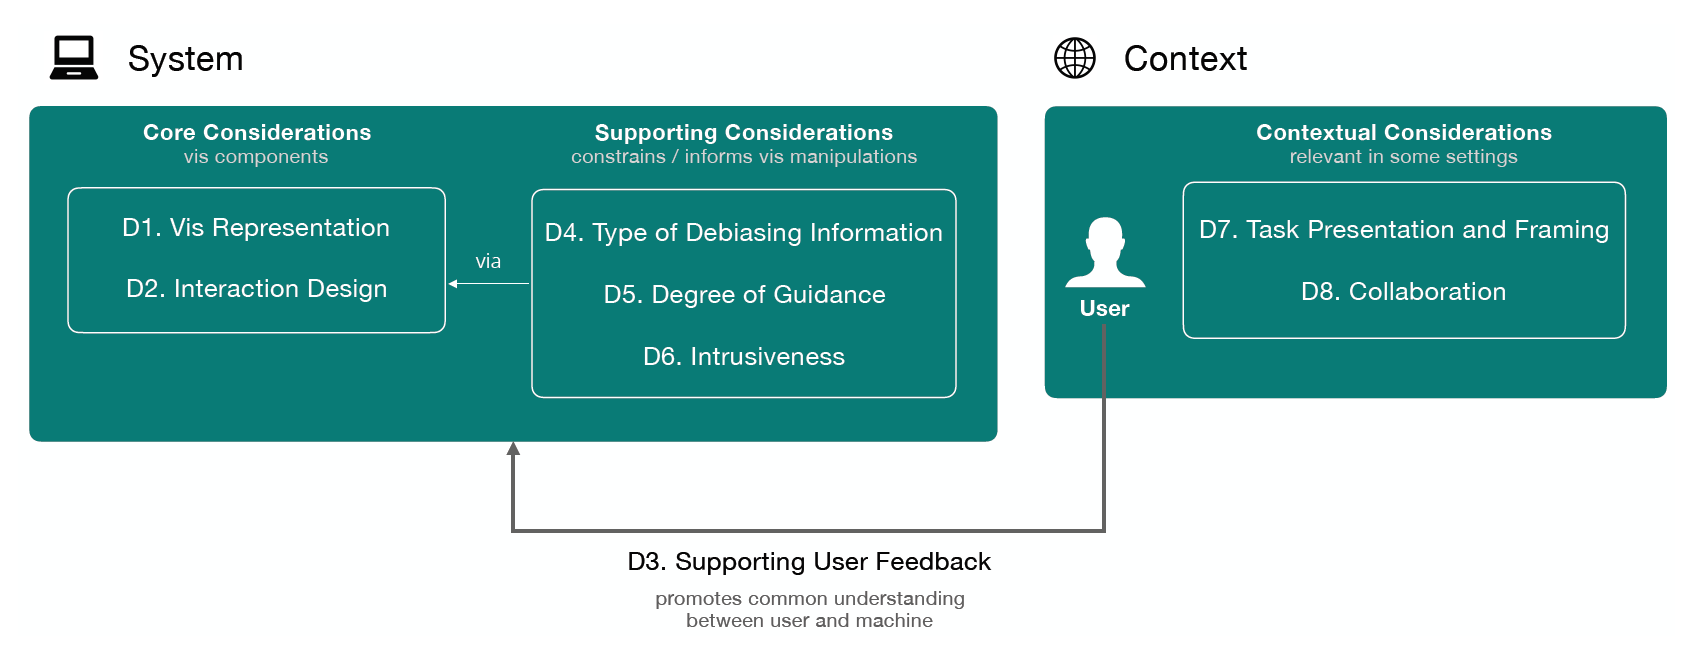 System
Core Considerations
vis components
D1. Vis Representation
D2. Interaction Design
via
Supporting Considerations
constrains / informs vis manipulations
D4. Type of Debiasing Information
D5. Degree of Guidance
D6. Intrusiveness
Context
Contextual Considerations
relevant in some settings
User
D7. Task Presentation and Framing
D8. Collaboration
D3. Supporting User Feedback
promotes common understanding
between user and machine